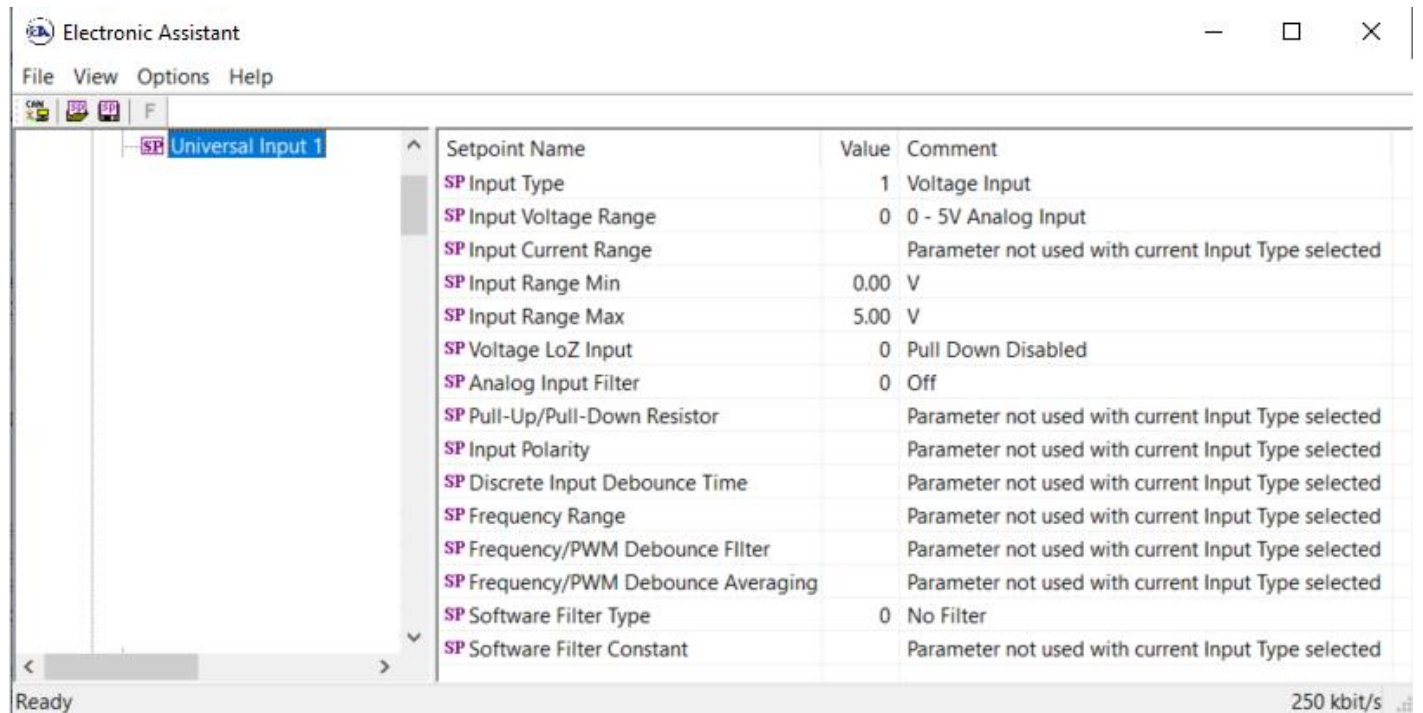 Electronic Assistant
File View Options Help
CAN SP SP F
SP Universal Input 1
Setpoint Name Value Comment
SP Input Type 1 Voltage Input
SP Input Voltage Range 0 0 - 5V Analog Input
SP Input Current Range Parameter not used with current Input Type selected
SP Input Range Min 0.00 V
SP Input Range Max 5.00 V
SP Voltage LoZ Input 0 Pull Down Disabled
SP Analog Input Filter 0 Off
SP Pull-Up/Pull-Down Resistor Parameter not used with current Input Type selected
SP Input Polarity Parameter not used with current Input Type selected
SP Discrete Input Debounce Time Parameter not used with current Input Type selected
SP Frequency Range Parameter not used with current Input Type selected
SP Frequency/PWM Debounce FIlter Parameter not used with current Input Type selected
SP Frequency/PWM Debounce Averaging Parameter not used with current Input Type selected
SP Software Filter Type 0 No Filter
SP Software Filter Constant Parameter not used with current Input Type selected
Ready 250 kbit/s